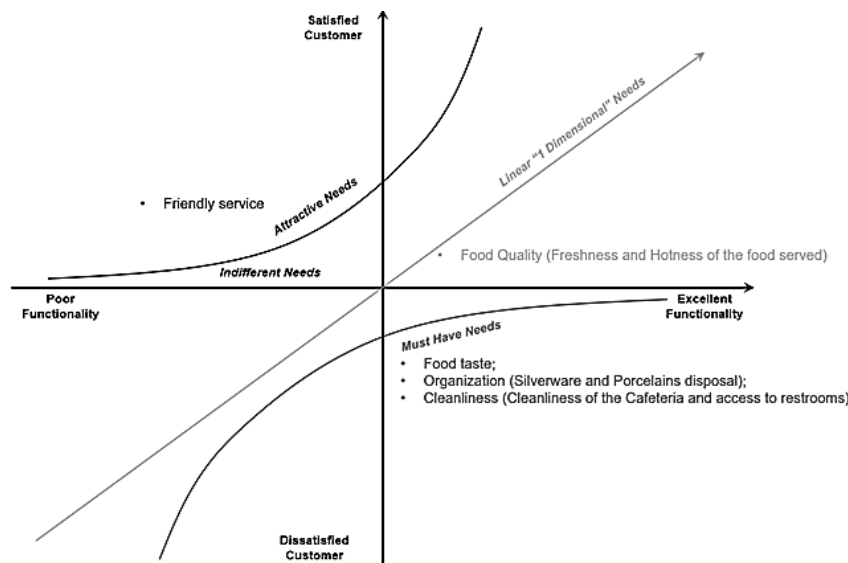 Satisfied
Customer
Linear "1 Dimensional" Needs
Attractive Needs
• Friendly service
• Food Quality (Freshness and Hotness of the food served)
Indifferent Needs
Poor
Functionality
Excellent
Functionality
Must Have Needs
• Food taste;
• Organization (Silverware and Porcelains disposal);
• Cleanliness (Cleanliness of the Cafeteria and access to restrooms)
Dissatisfied
Customer